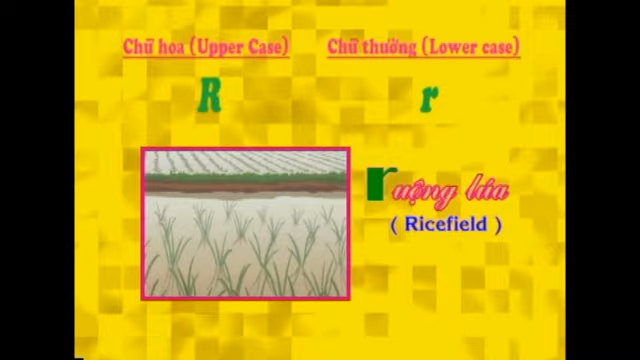 Chữ hoa (Upper Case)
Chữ thường (Lower case)
R
r
ruộng lúa
( Ricefield )